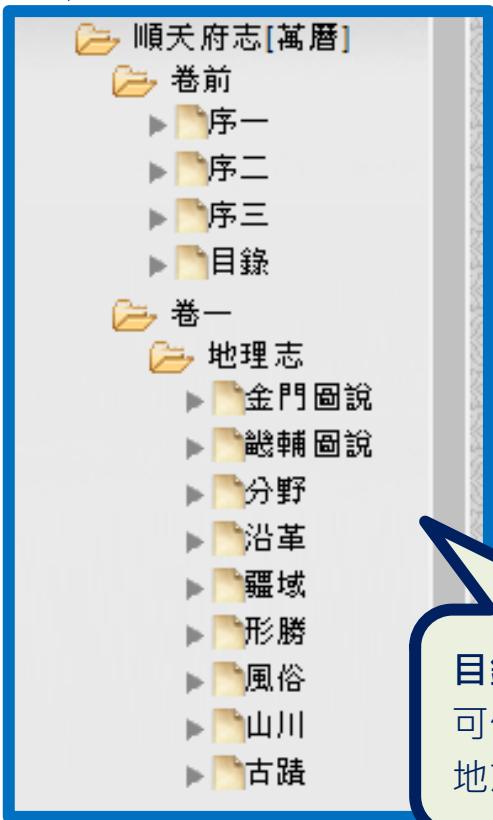 順天府志[萬曆]
卷前
序一
序二
序三
目錄
卷一
地理志
金門圖說
畿輔圖說
分野
沿革
疆域
形勝
風俗
山川
古蹟
目
可
地